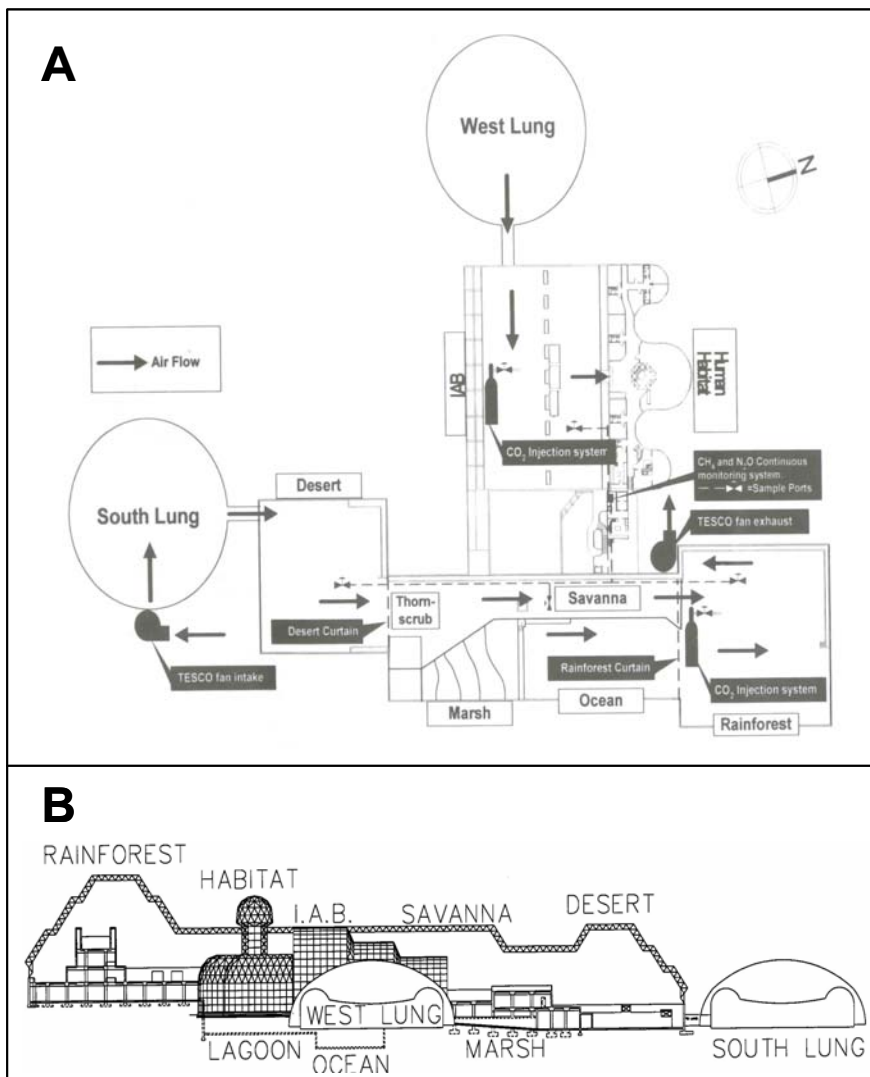 A
West Lung
N
Air Flow
IAB
Human
Habitat
CO₂ Injection system
CH₄ and N₂O Continuous
monitoring system.
=Sample Ports
Desert
TESCO fan exhaust
South Lung
Thorn-
scrub
Savanna
Desert Curtain
TESCO fan intake
Rainforest Curtain
CO₂ Injection system
Marsh
Ocean
Rainforest
B
RAINFOREST
HABITAT
I.A.B.
SAVANNA
DESERT
WEST LUNG
LAGOON
OCEAN
MARSH
SOUTH LUNG